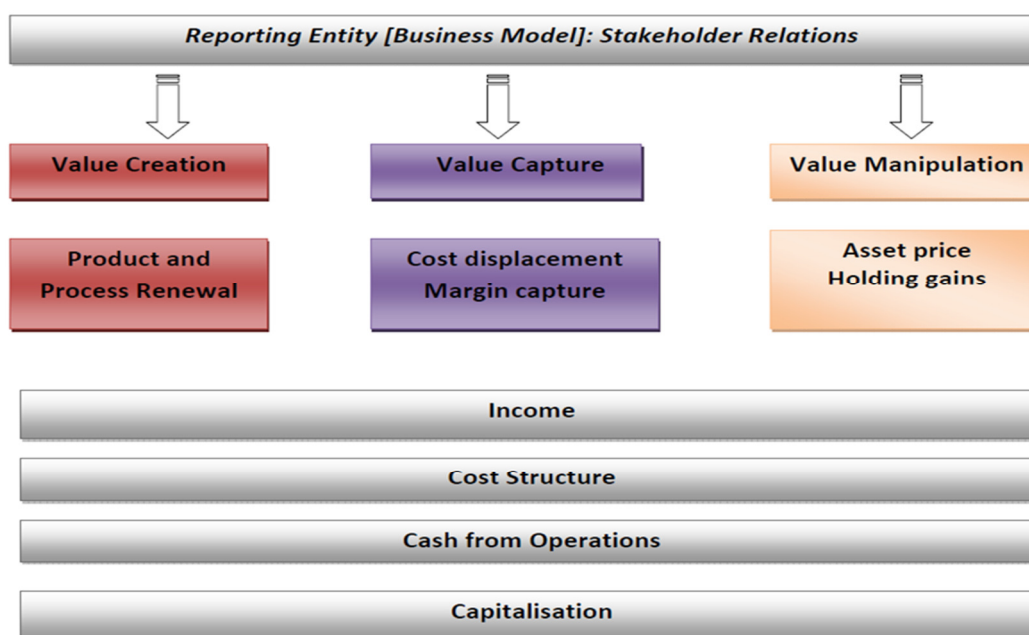 Reporting Entity [Business Model]: Stakeholder Relations
Value Creation
Value Capture
Value Manipulation
Product and
Process Renewal
Cost displacement
Margin capture
Asset price
Holding gains
Income
Cost Structure
Cash from Operations
Capitalisation